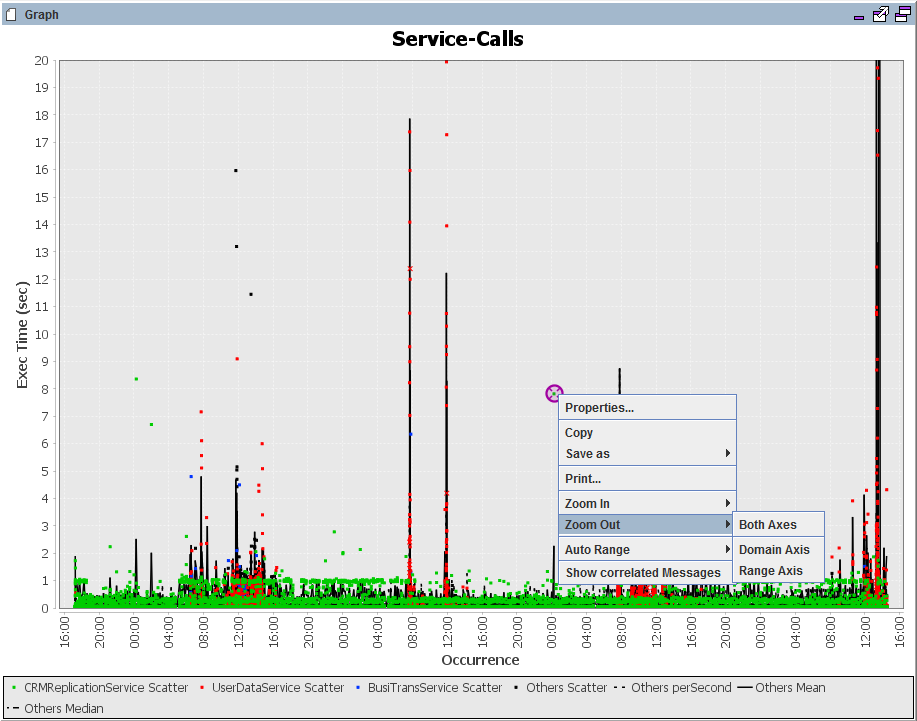 Graph
Service-Calls
20
19
18
17
16
15
14
13
12
11
10
9
8
7
6
5
4
3
2
1
0
Exec Time (sec)
16:00
20:00
00:00
04:00
08:00
12:00
16:00
20:00
00:00
04:00
08:00
12:00
16:00
20:00
00:00
04:00
08:00
12:00
16:00
20:00
00:00
04:00
08:00
12:00
16:00
Occurrence
Properties...
Copy
Save as
Print...
Zoom In
Zoom Out
Auto Range
Show correlated Messages
Both Axes
Domain Axis
Range Axis
CRMReplicationService Scatter UserDataService Scatter BusiTransService Scatter Others Scatter Others perSecond Others Mean
Others Median